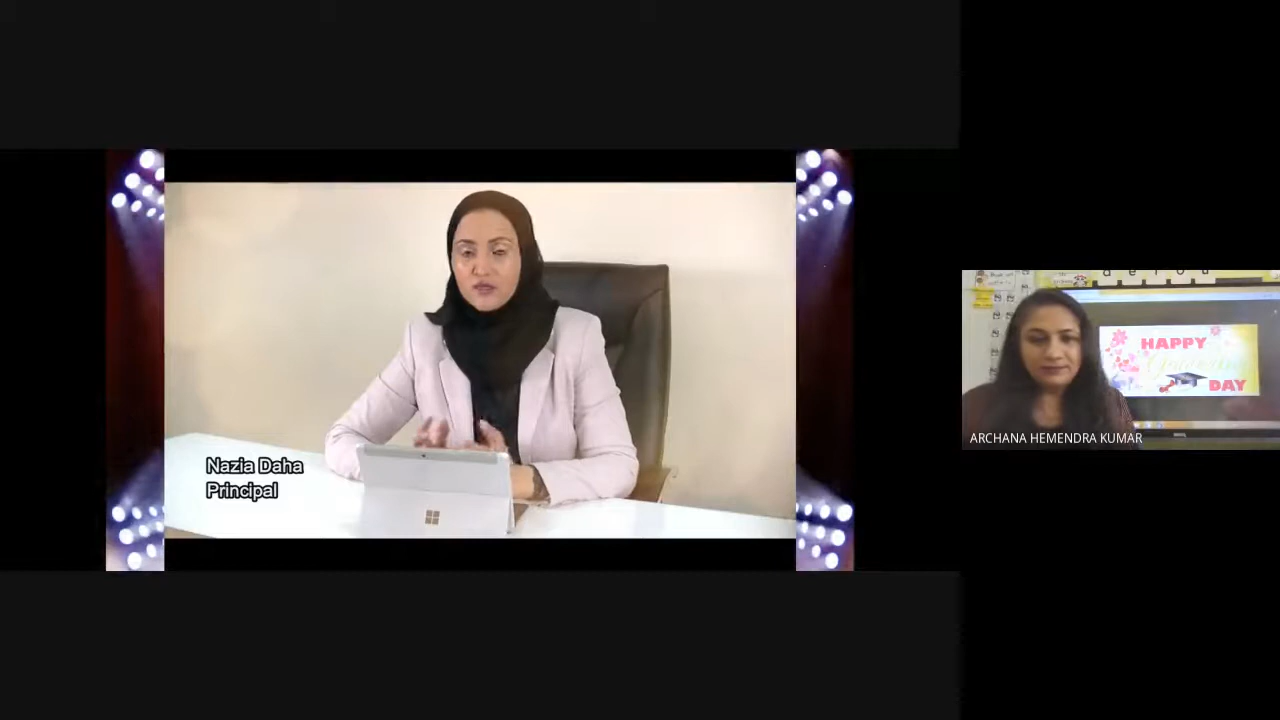 Nazia Daha
Principal
a e i o u
HAPPY
DAY
ARCHANA HEMENDRA KUMAR